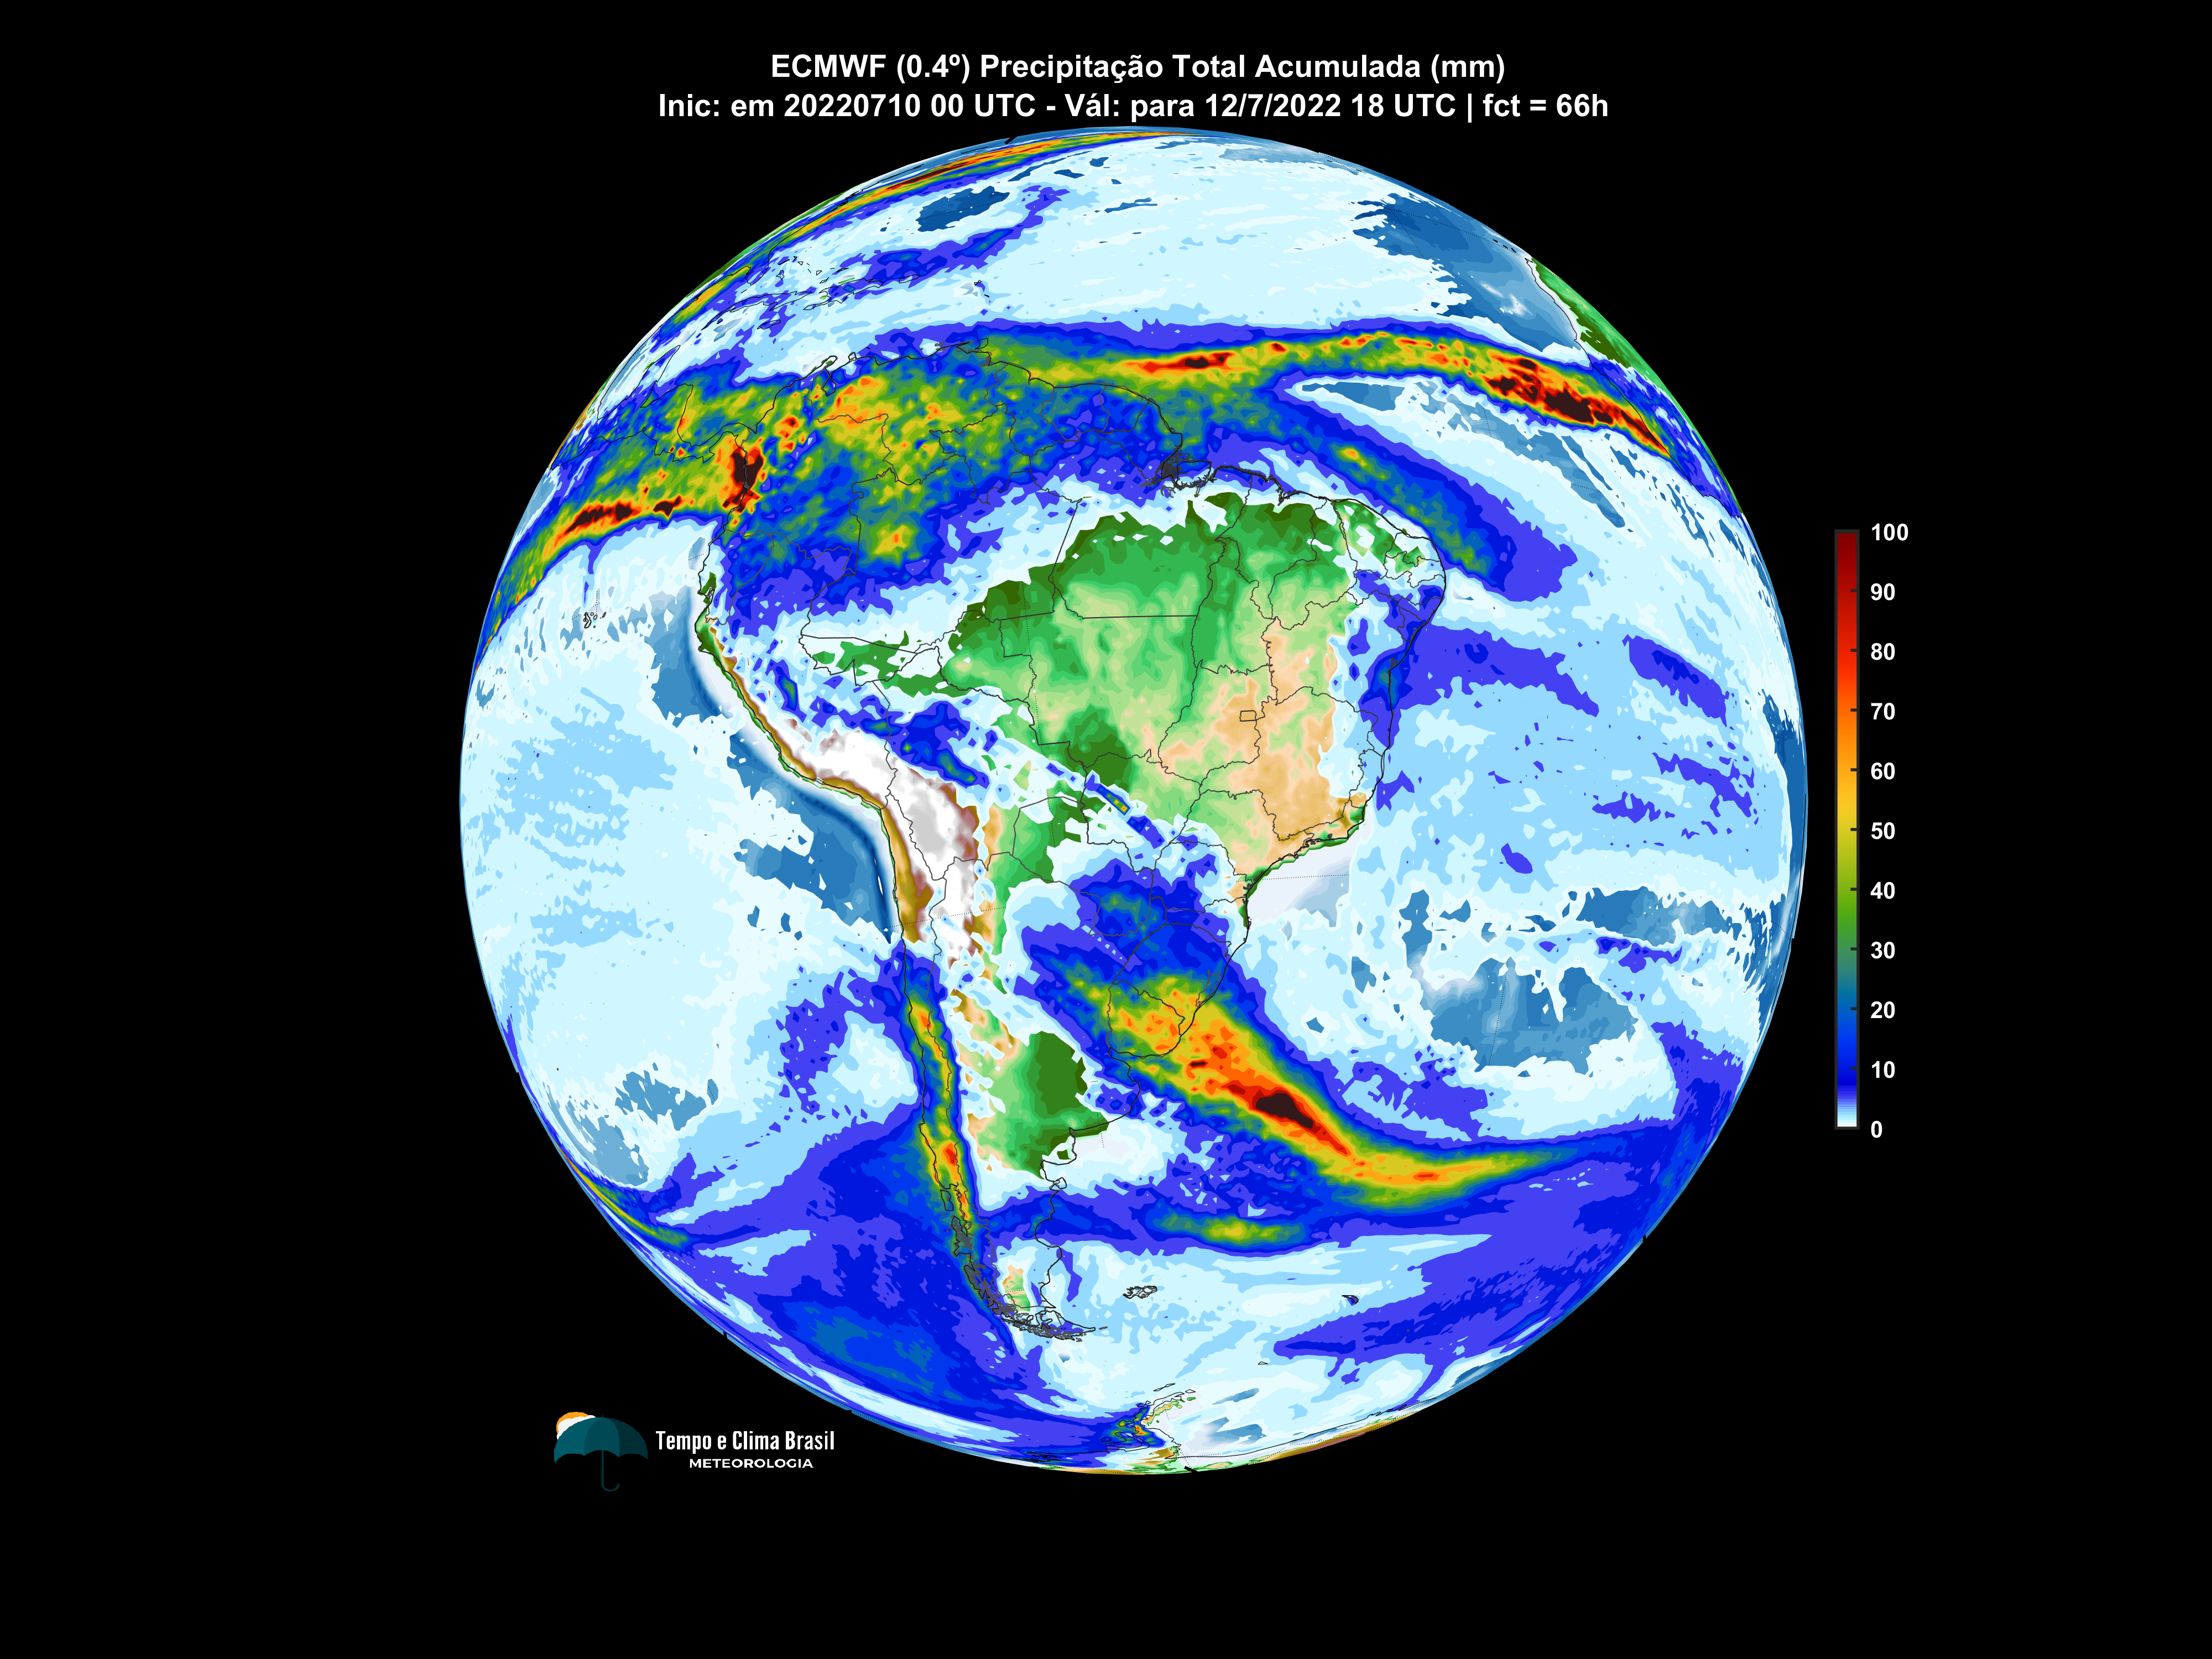 ECMWF (0.4º) Precipitação Total Acumulada (mm)
Inic: em 20220710 00 UTC - Vál: para 12/7/2022 18 UTC | fct = 66h
100
90
80
70
60
50
40
30
20
10
0
Tempo e Clima Brasil
METEOROLOGIA